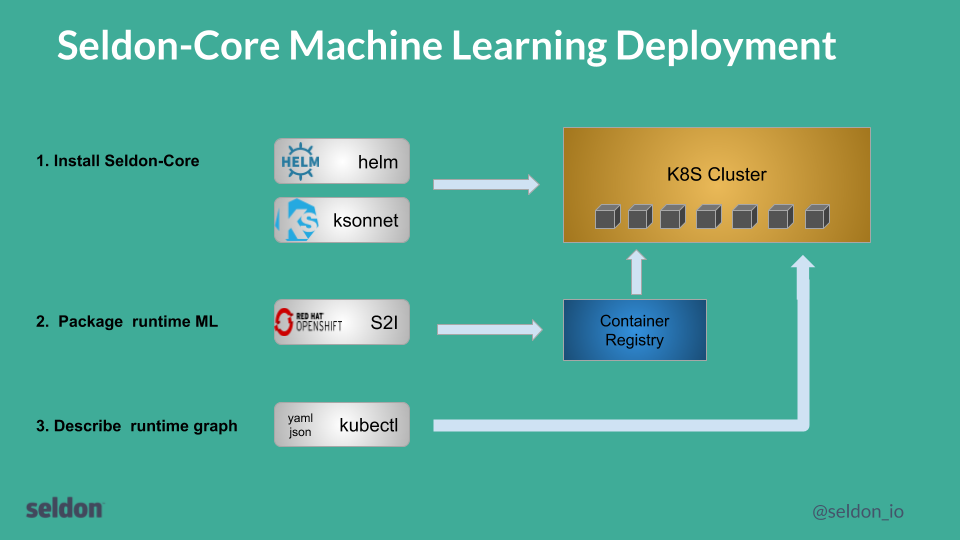 Seldon-Core Machine Learning Deployment
1. Install Seldon-Core
HELM
helm
K8S Cluster
KS
ksonnet
2. Package runtime ML
RED HAT
OPENSHIFT
S2I
Container
Registry
3. Describe runtime graph
yaml
json
kubectl
seldon
@seldon_io